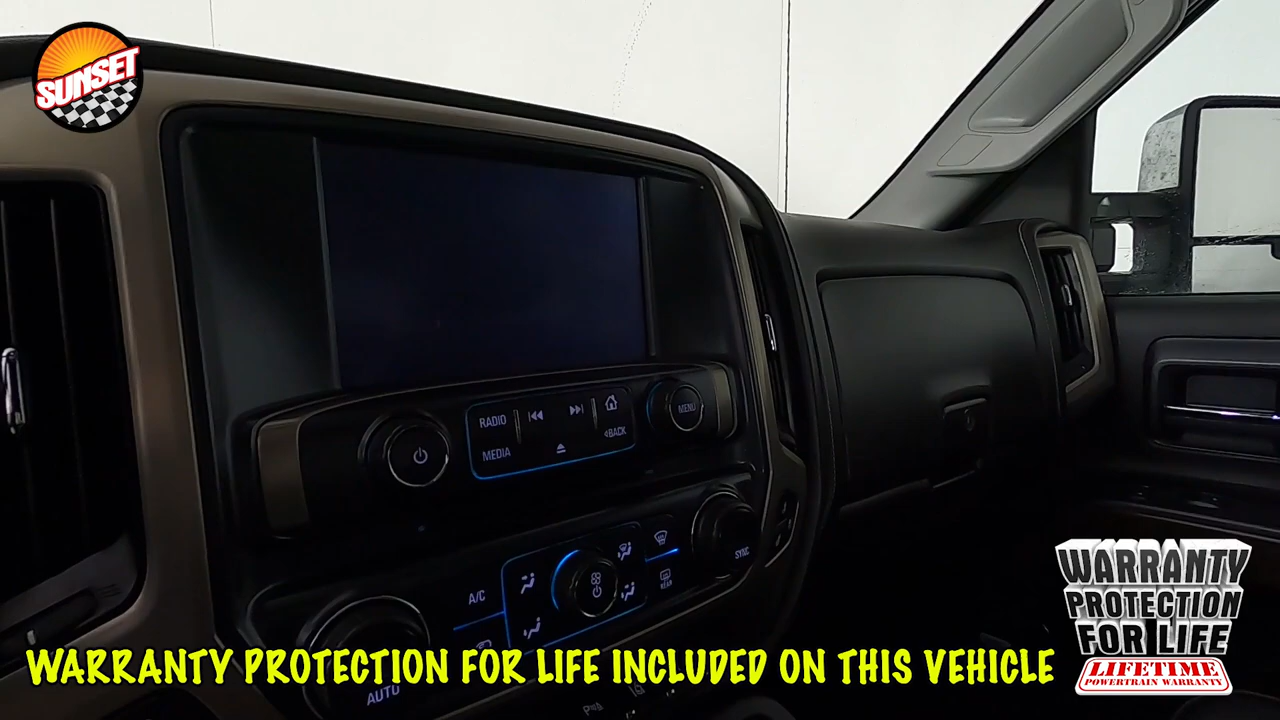 SUNSET
RADIO
MEDIA
BACK
MENU
A/C
REAR
SYNC
AUTO
WARRANTY PROTECTION FOR LIFE INCLUDED ON THIS VEHICLE
WARRANTY
PROTECTION
FOR LIFE
LIFETIME
POWERTRAIN WARRANTY